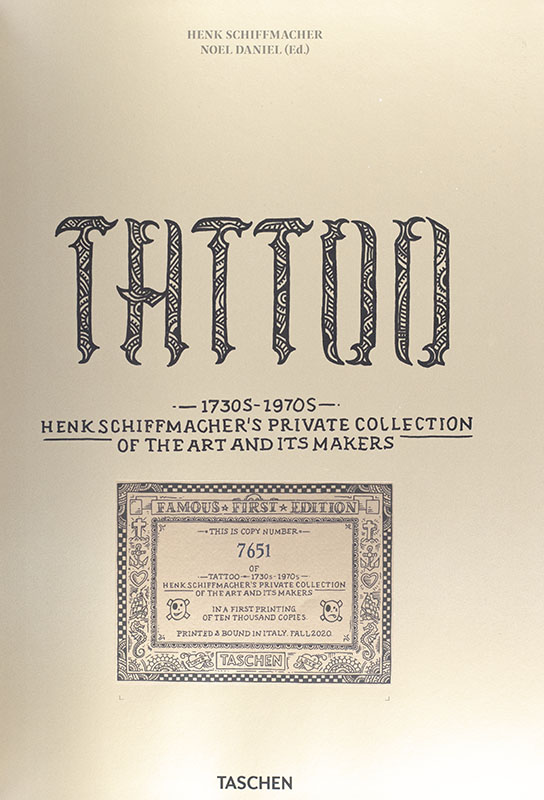 HENK SCHIFFMACHER
NOEL DANIEL (Ed.)
TATTOO
·—1730S-1970S—·
HENK SCHIFFMACHER'S PRIVATE COLLECTION
OF THE ART AND ITS MAKERS
FAMOUS★FIRST★EDITION
THIS IS COPY NUMBER
7651
OF
TATTOO 1730s-1970s
HENK SCHIFFMACHER'S PRIVATE COLLECTION
OF THE ART AND ITS MAKERS
IN A FIRST PRINTING
OF TEN THOUSAND COPIES
PRINTED & BOUND IN ITALY. FALL 2020.
TASCHEN
TASCHEN